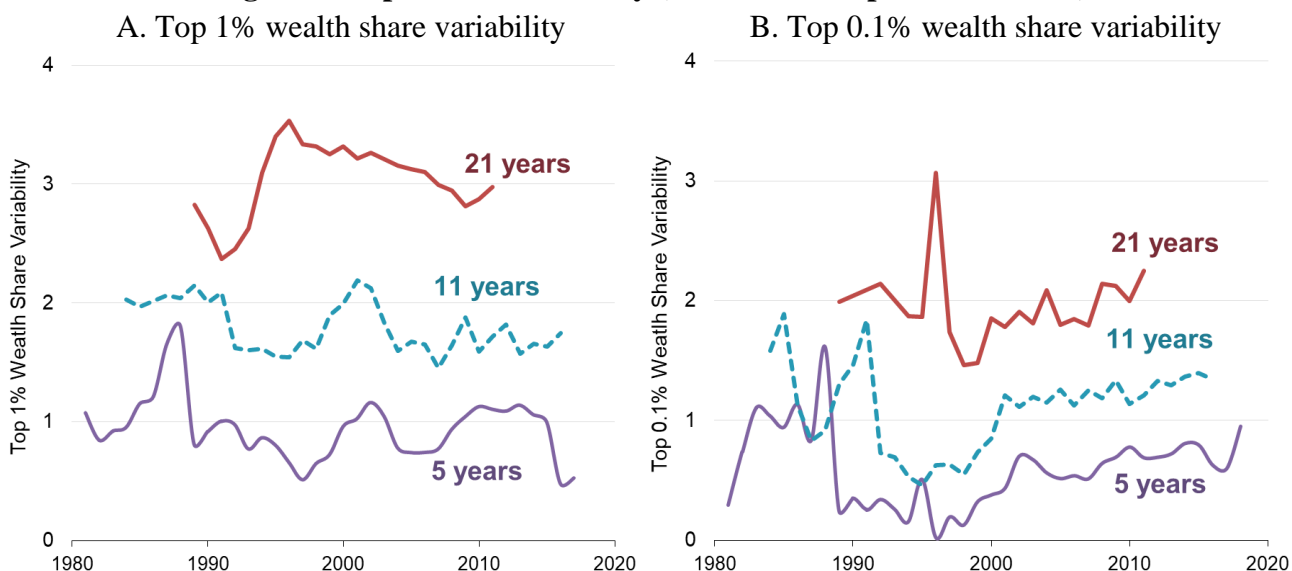 A. Top 1% wealth share variability
4
3
2
1
0
Top 1% Weatlh Share Variability
21 years
11 years
5 years
1980
1990
2000
2010
2020
B. Top 0.1% wealth share variability
4
3
2
1
0
Top 0.1% Weatlh Share Variability
21 years
11 years
5 years
1980
1990
2000
2010
2020